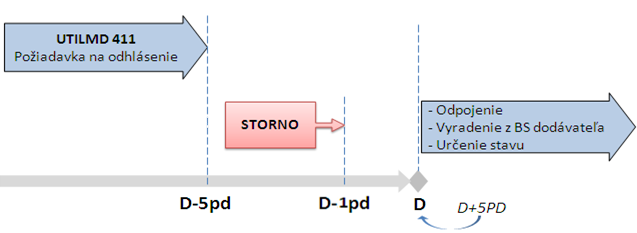 UTILMD 411
Požiadavka na odhlásenie
STORNO
- Odpojenie
- Vyradenie z BS dodávateľa
- Určenie stavu
D-5pd
D-1pd
D
D+5PD